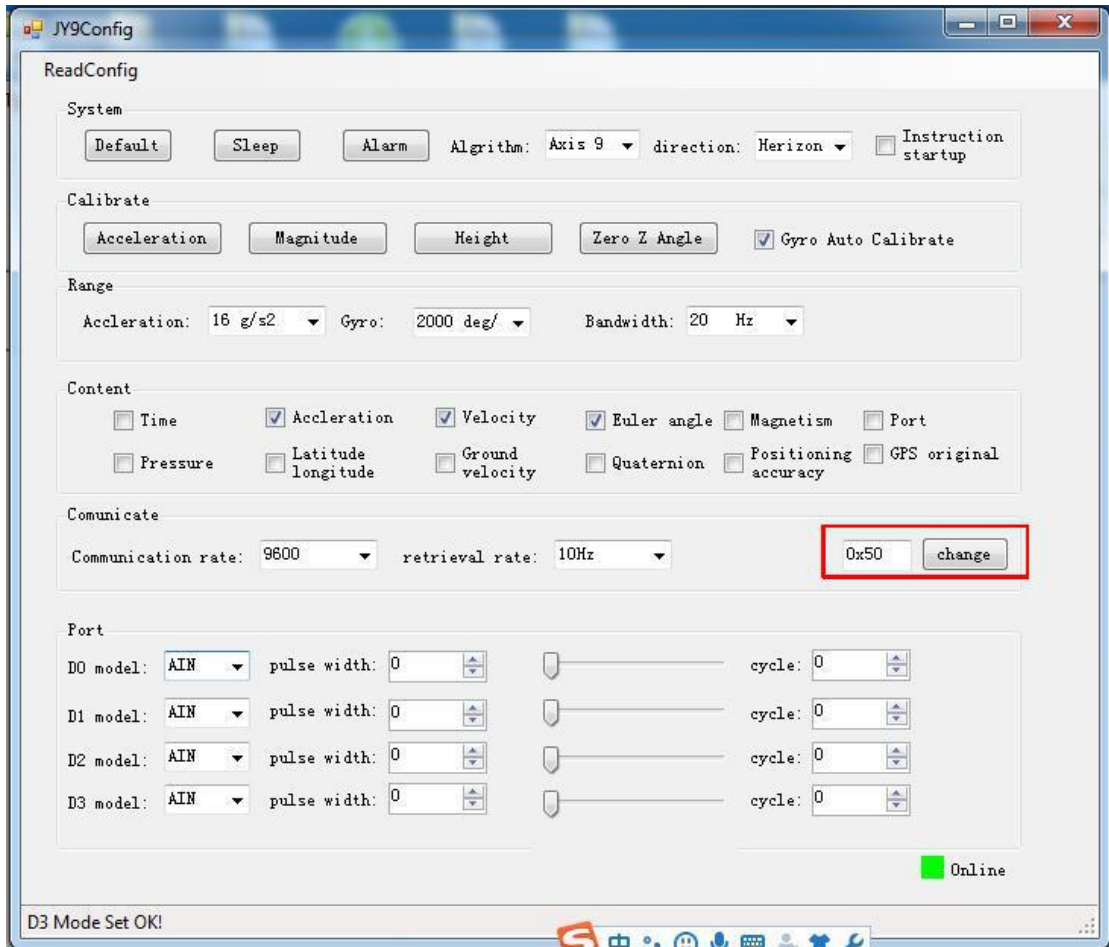 JY9Config
ReadConfig
System
Default Sleep Alarm Algrithm: Axis 9 direction: Herizon Instruction startup
Calibrate
Acceleration Magnitude Height Zero Z Angle Gyro Auto Calibrate
Range
Accleration: 16 g/s2 Gyro: 2000 deg/ Bandwidth: 20 Hz
Content
Time Accleration Velocity Euler angle Magnetism Port
Pressure Latitude longitude Ground velocity Quaternion Positioning accuracy GPS original
Comunicate
Communication rate: 9600 retrieval rate: 10Hz 0x50 change
Port
D0 model: AIN pulse width: 0 cycle: 0
D1 model: AIN pulse width: 0 cycle: 0
D2 model: AIN pulse width: 0 cycle: 0
D3 model: AIN pulse width: 0 cycle: 0
Online
D3 Mode Set OK!
S 中